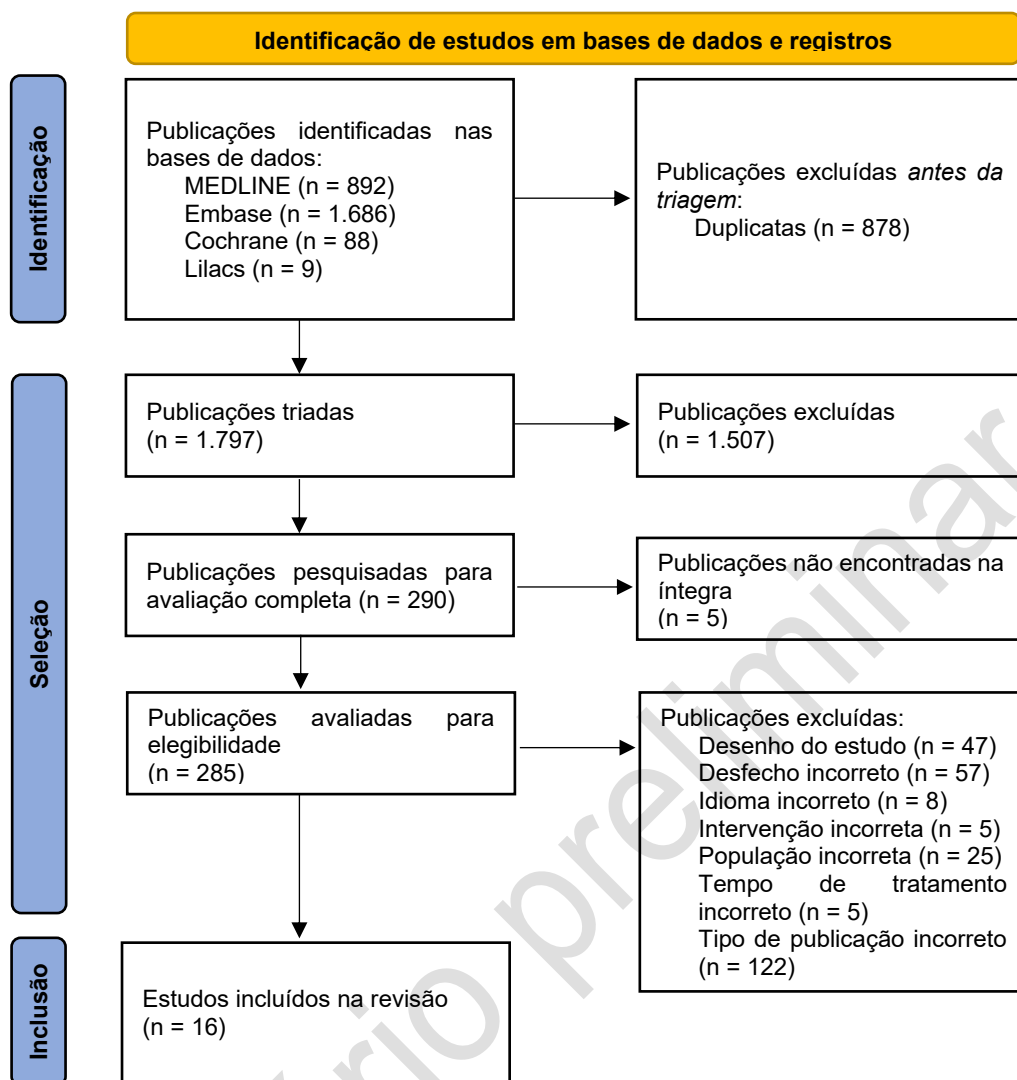 Identificação de estudos em bases de dados e registros
Identificação
Publicações identificadas nas
bases de dados:
MEDLINE (n = 892)
Embase (n = 1.686)
Cochrane (n = 88)
Lilacs (n = 9)
Publicações excluídas antes da
triagem:
Duplicatas (n = 878)
Seleção
Publicações triadas
(n = 1.797)
Publicações excluídas
(n = 1.507)
Publicações pesquisadas para
avaliação completa (n = 290)
Publicações não encontradas na
íntegra
(n = 5)
Publicações avaliadas para
elegibilidade
(n = 285)
Publicações excluídas:
Desenho do estudo (n = 47)
Desfecho incorreto (n = 57)
Idioma incorreto (n = 8)
Intervenção incorreta (n = 5)
População incorreta (n = 25)
Tempo de tratamento
incorreto (n = 5)
Tipo de publicação incorreto
(n = 122)
Inclusão
Estudos incluídos na revisão
(n = 16)
preliminar